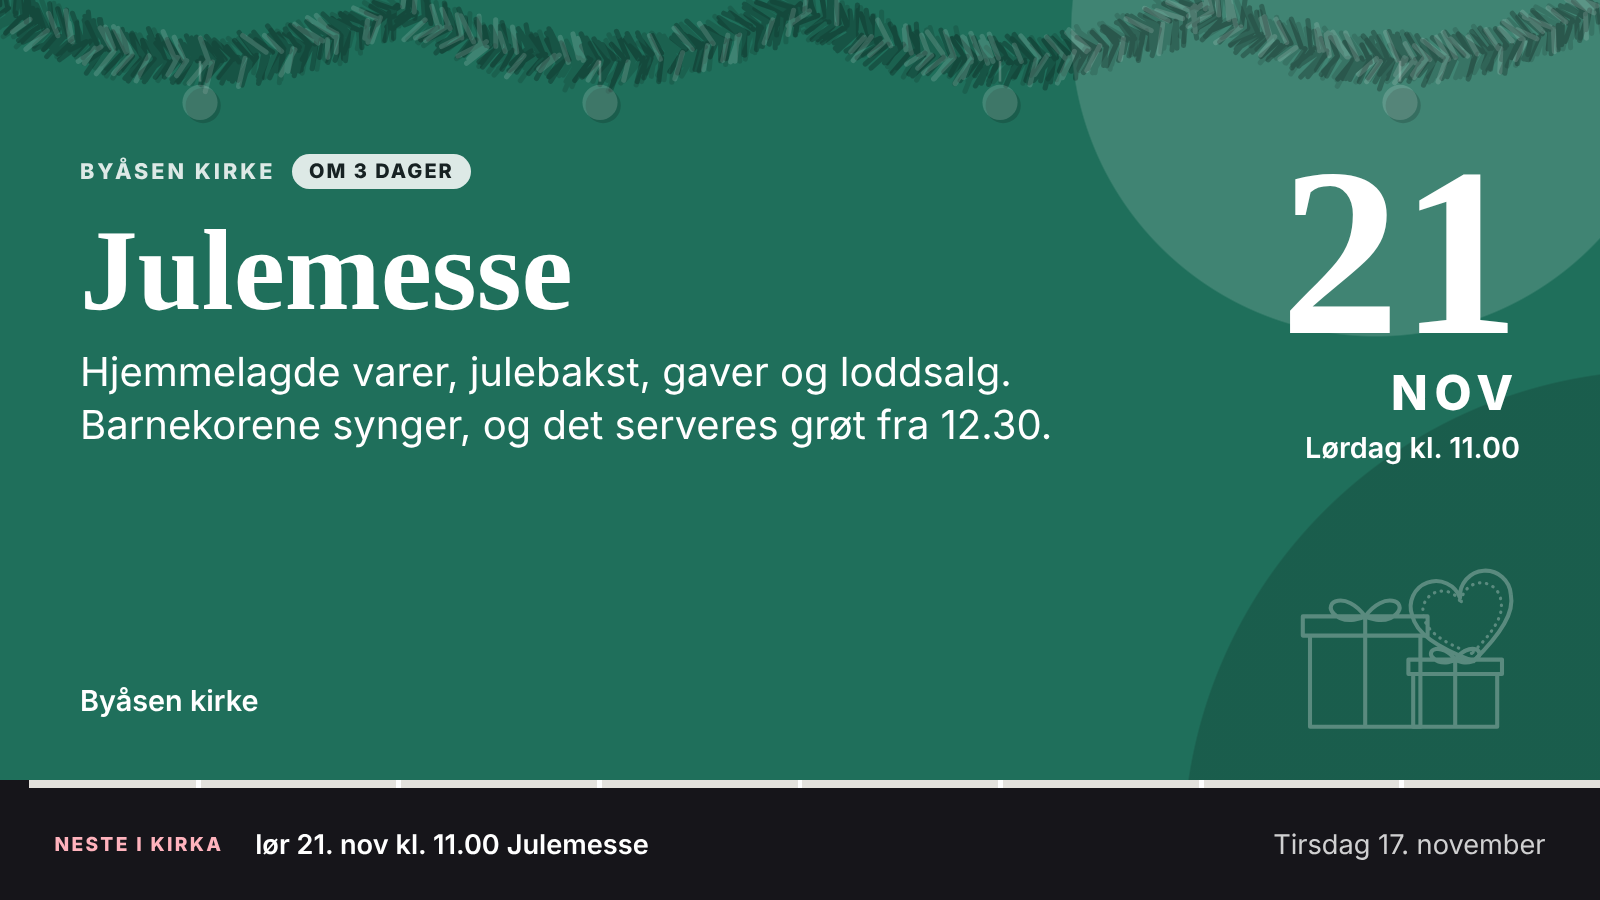 BYÅSEN KIRKE OM 3 DAGER
Julemesse
Hjemmelagde varer, julebakst, gaver og loddsalg.
Barnekorene synger, og det serveres grøt fra 12.30.
21
NOV
Lørdag kl. 11.00
Byåsen kirke
NESTE I KIRKA lør 21. nov kl. 11.00 Julemesse
Tirsdag 17. november